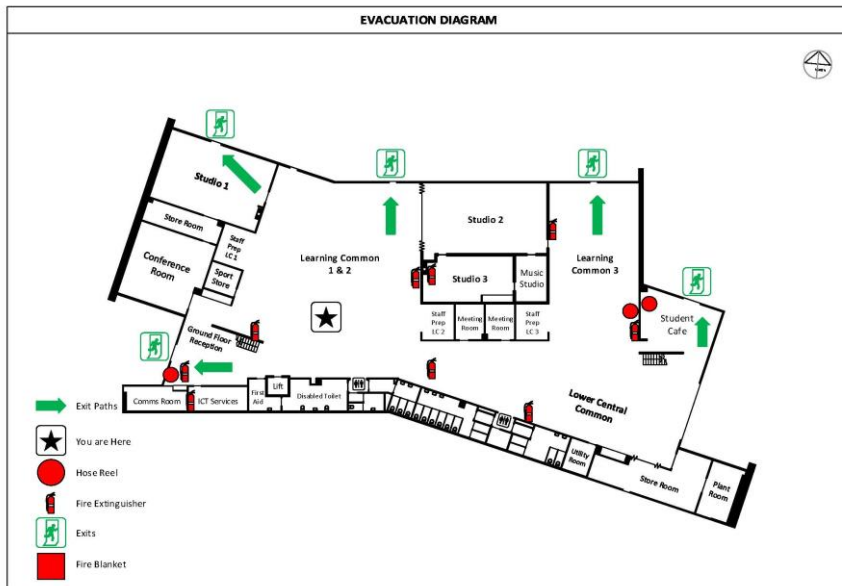 EVACUATION DIAGRAM
Studio 1
Store Room
Conference
Room
Staff
Prep
LC 1
Sport
Store
Learning Common
1 & 2
Studio 2
Studio 3
Music
Studio
Learning
Common 3
Staff
Prep
LC 2
Meeting
Room
Meeting
Room
Staff
Prep
LC 3
Student
Cafe
Ground Floor
Reception
Comms Room
ICT Services
First
Aid
Lift
Disabled Toilet
Lower Central
Common
Utility
Room
Store Room
Plant
Room
Exit Paths
You are Here
Hose Reel
Fire Extinguisher
Exits
Fire Blanket